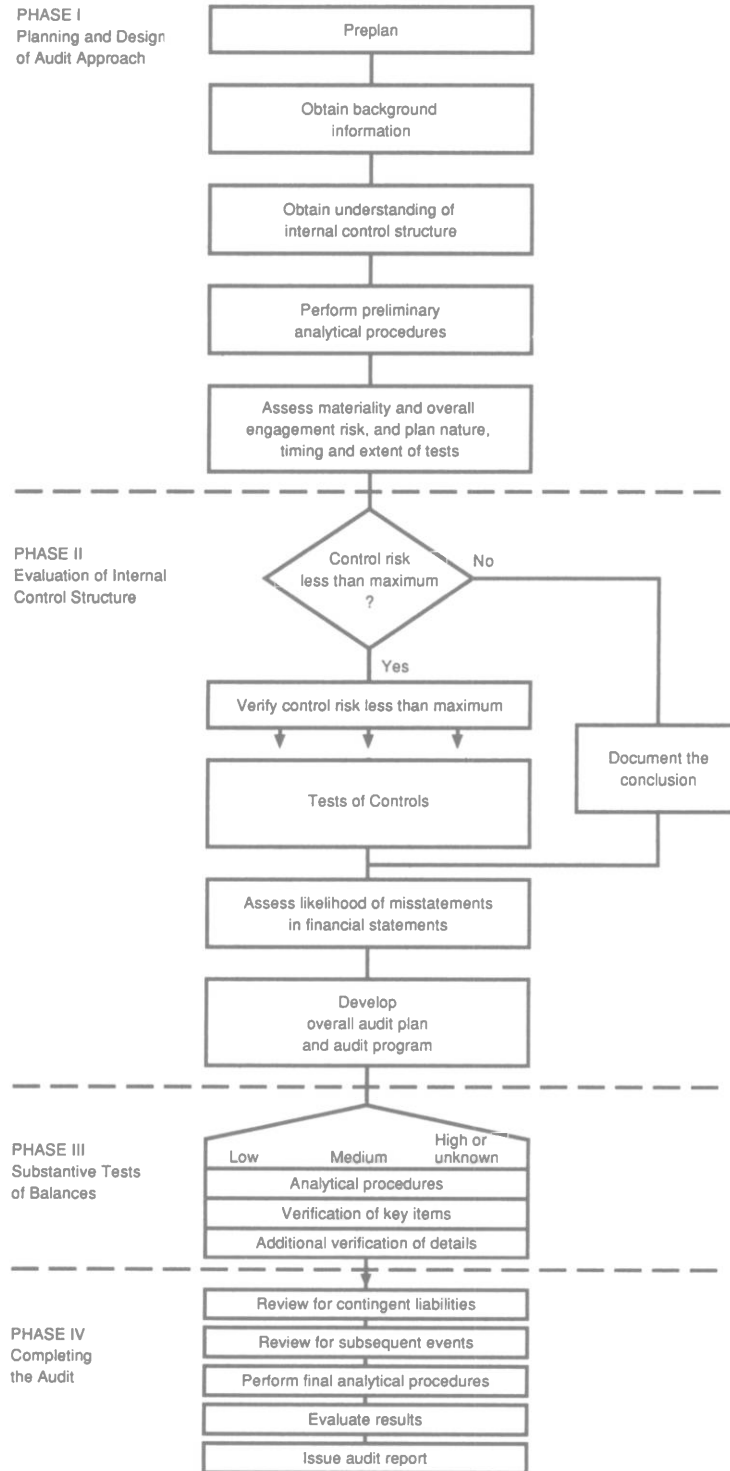 PHASE I
Planning and Design
of Audit Approach
Preplan
Obtain background
information
Obtain understanding of
internal control structure
Perform preliminary
analytical procedures
Assess materiality and overall
engagement risk, and plan nature,
timing and extent of tests
PHASE II
Evaluation of Internal
Control Structure
Control risk
less than maximum
?
No
Yes
Verify control risk less than maximum
Document the
conclusion
Tests of Controls
Assess likelihood of misstatements
in financial statements
Develop
overall audit plan
and audit program
PHASE III
Substantive Tests
of Balances
Low
Medium
High or
unknown
Analytical procedures
Verification of key items
Additional verification of details
PHASE IV
Completing
the Audit
Review for contingent liabilities
Review for subsequent events
Perform final analytical procedures
Evaluate results
Issue audit report